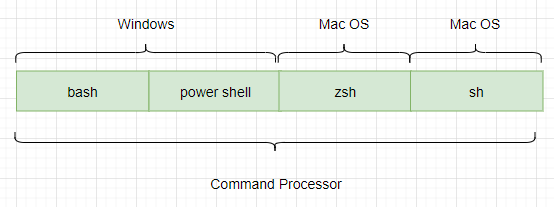 Windows
Mac OS
Mac OS
bash
power shell
zsh
sh
Command Processor